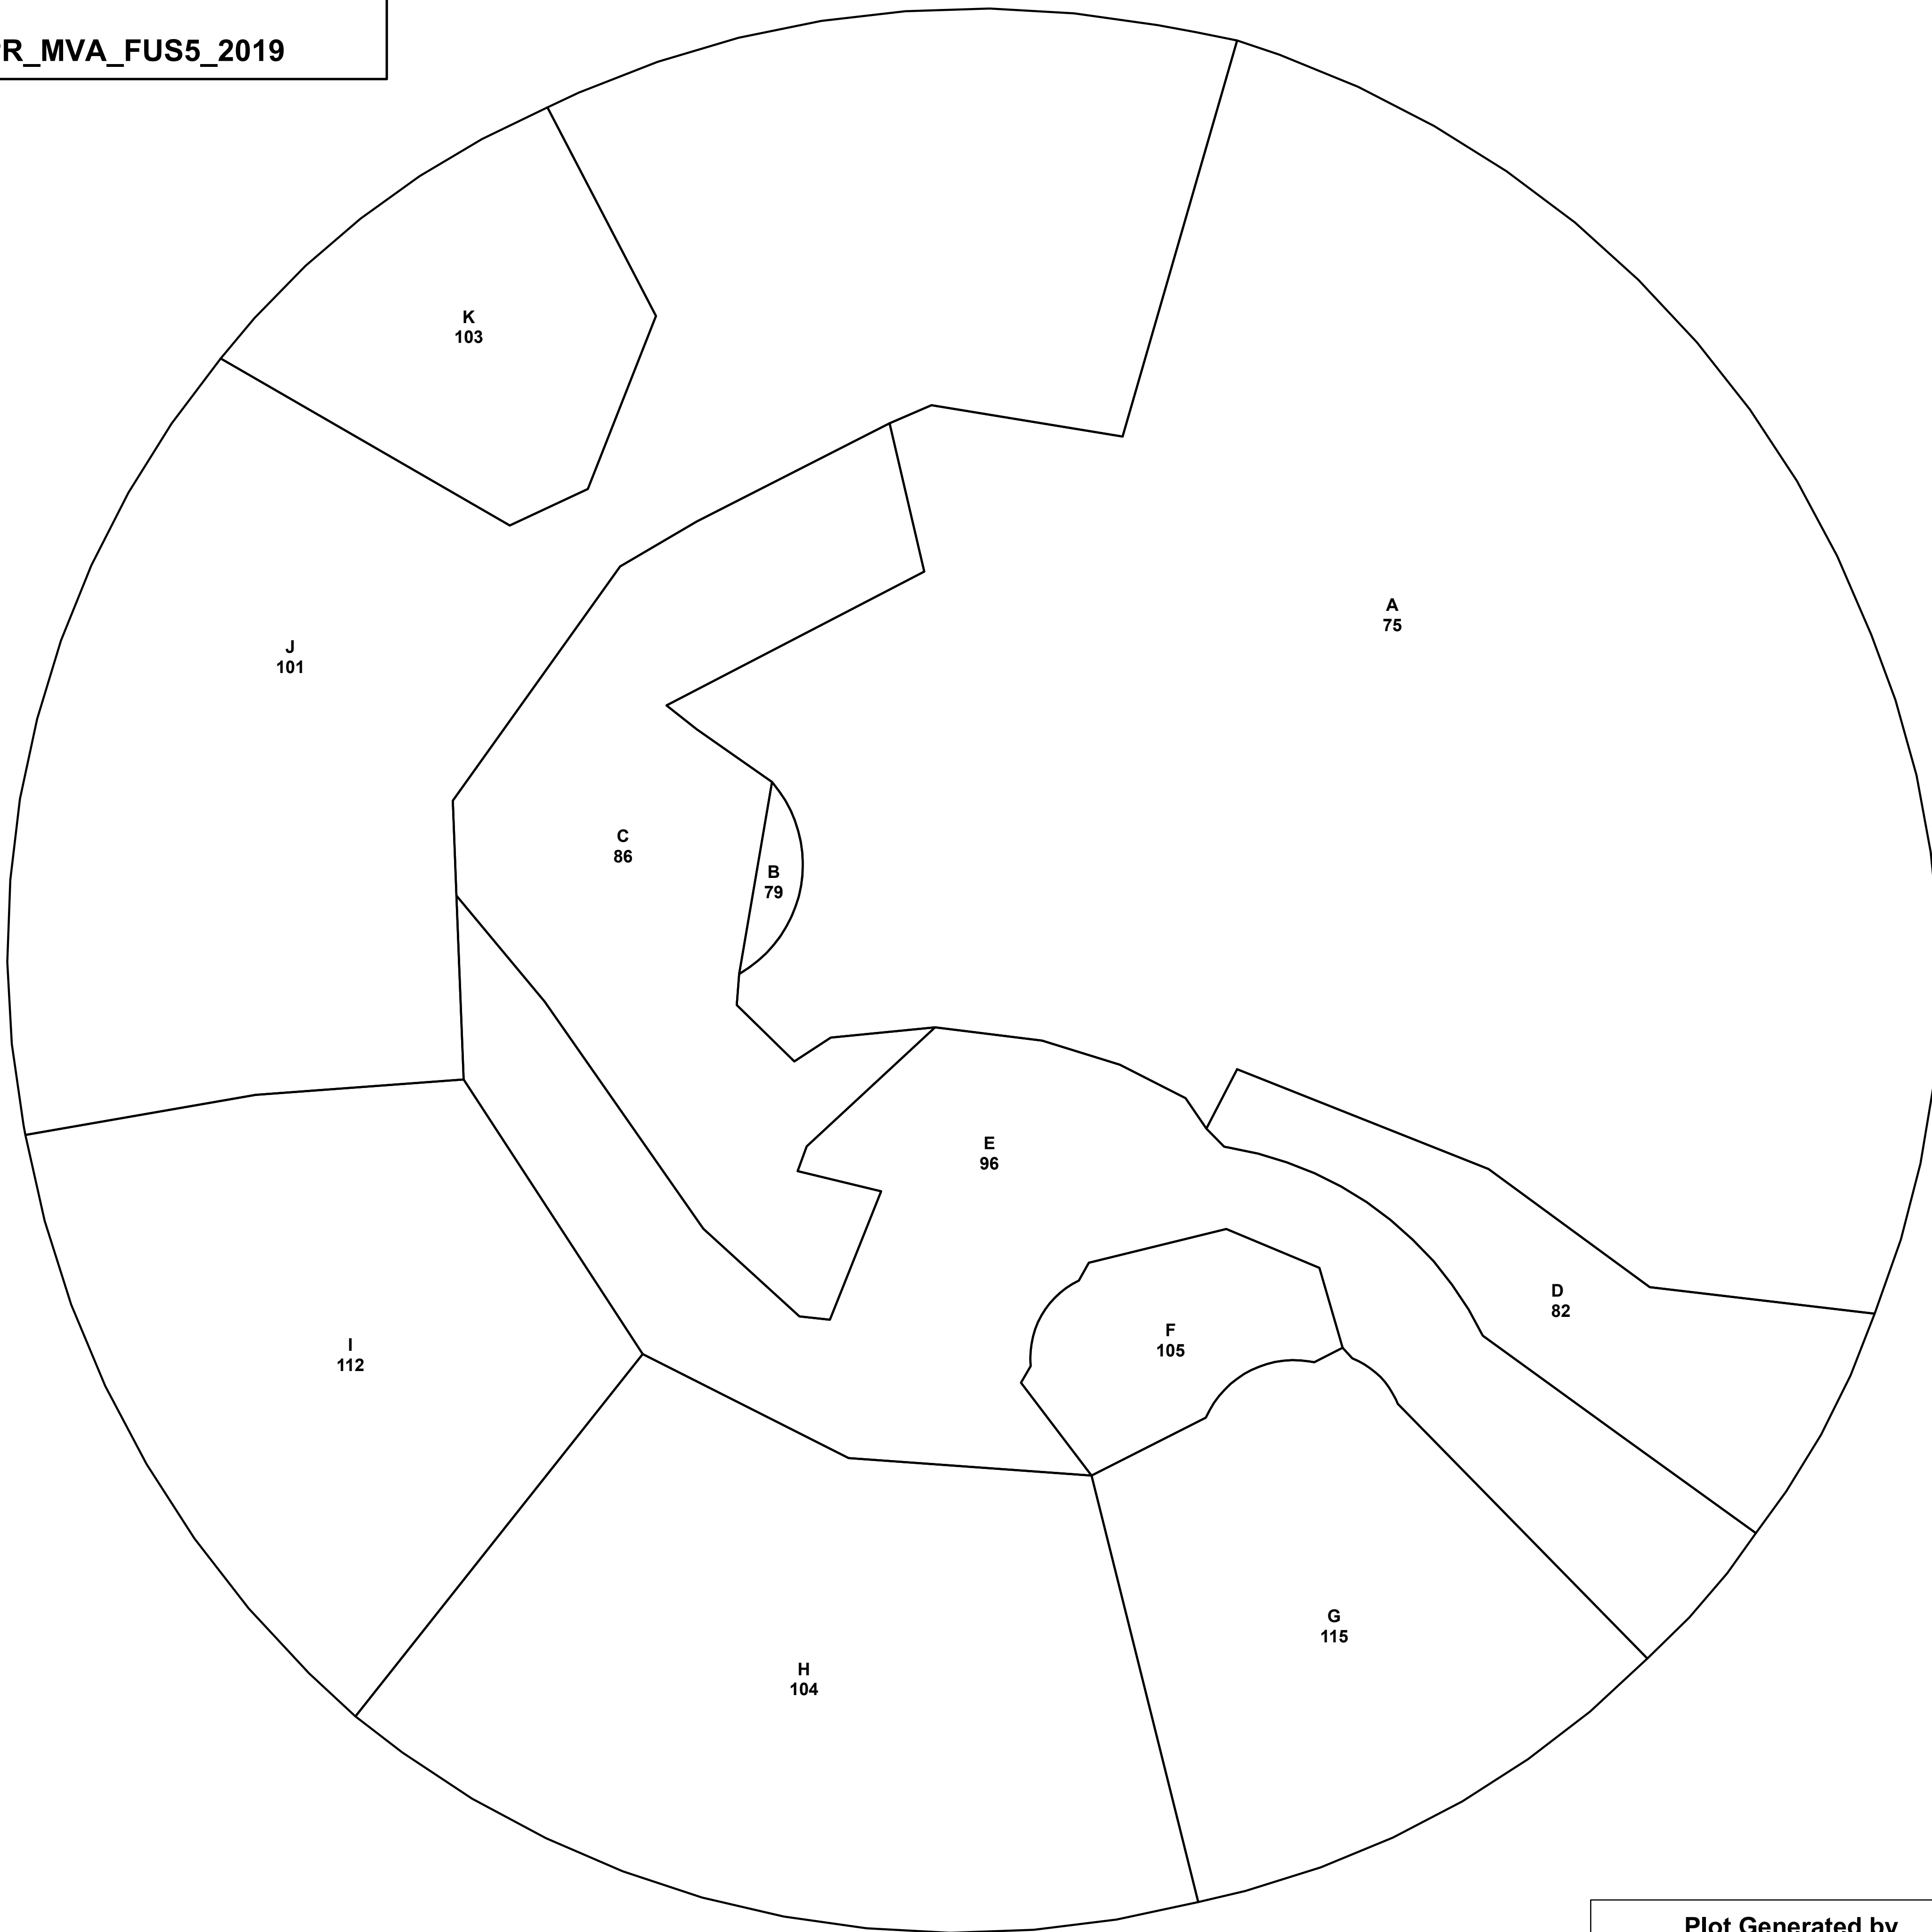 R_MVA_FUS5_2019
K
103
A
75
J
101
C
86
B
79
E
96
D
82
F
105
I
112
G
115
H
104
Plot Generated by